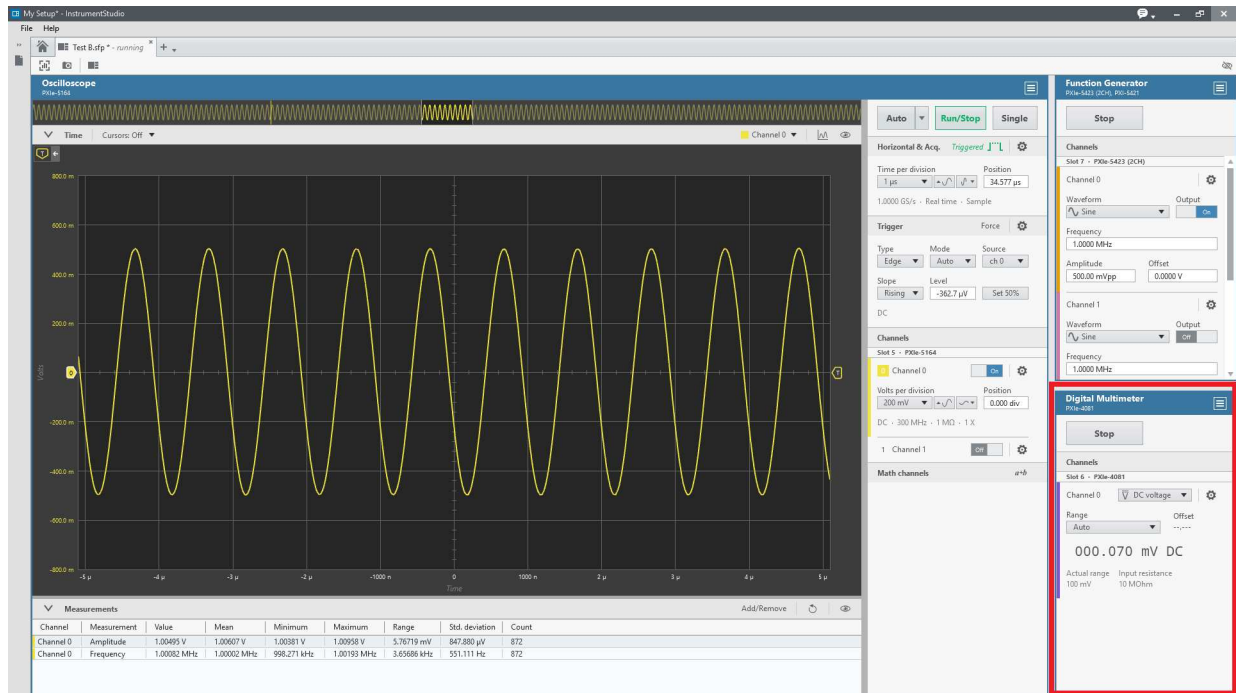 My Setup* - InstrumentStudio
File Help
Test B.sfp * - running *
Oscilloscope
PXIe-5164
Time Cursors: Off Channel 0
T
800.0 m
600.0 m
400.0 m
200.0 m
Volts 0 T
-200.0 m
-400.0 m
-600.0 m
-800.0 m
-5 µ -4 µ -3 µ -2 µ -1000 n 0 1000 n 2 µ 3 µ 4 µ 5 µ
Time
Measurements Add/Remove
Channel Measurement Value Mean Minimum Maximum Range Std. deviation Count
Channel 0 Amplitude 1.00495 V 1.00607 V 1.00381 V 1.00958 V 5.76719 mV 847.880 µV 872
Channel 0 Frequency 1.00082 MHz 1.00002 MHz 998.271 kHz 1.00193 MHz 3.65686 kHz 551.111 Hz 872
Auto Run/Stop Single
Horizontal & Acq. Triggered
Time per division Position
1 µs 34.577 µs
1.0000 GS/s · Real time · Sample
Trigger Force
Type Mode Source
Edge Auto ch 0
Slope Level
Rising -362.7 µV Set 50%
DC
Channels
Slot 5 · PXIe-5164
0 Channel 0 On
Volts per division Position
200 mV 0.000 div
DC · 300 MHz · 1 MΩ · 1 X
1 Channel 1 Off
Math channels a+b
Function Generator
PXIe-5423 (2CH), PXI-5421
Stop
Channels
Slot 7 · PXIe-5423 (2CH)
Channel 0
Waveform Output
Sine On
Frequency
1.0000 MHz
Amplitude Offset
500.00 mVpp 0.0000 V
Channel 1
Waveform Output
Sine Off
Frequency
1.0000 MHz
Digital Multimeter
PXIe-4081
Stop
Channels
Slot 6 · PXIe-4081
Channel 0 DC voltage
Range Offset
Auto --.---
000.070 mV DC
Actual range Input resistance
100 mV 10 MOhm